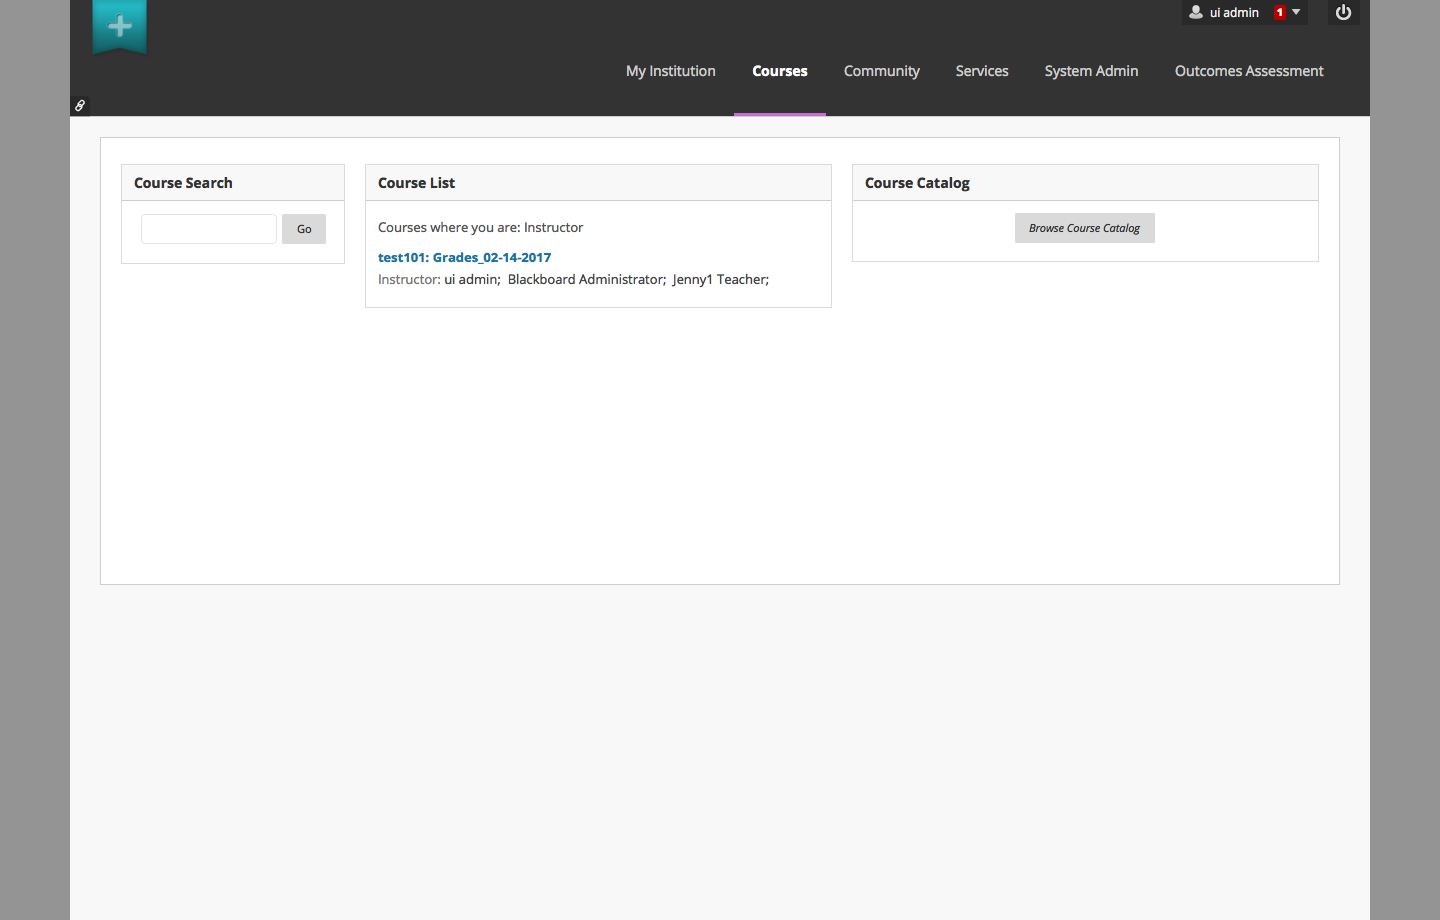 ui admin 1
My Institution Courses Community Services System Admin Outcomes Assessment
Course Search
Go
Course List
Courses where you are: Instructor
test101: Grades_02-14-2017
Instructor: ui admin; Blackboard Administrator; Jenny1 Teacher;
Course Catalog
Browse Course Catalog